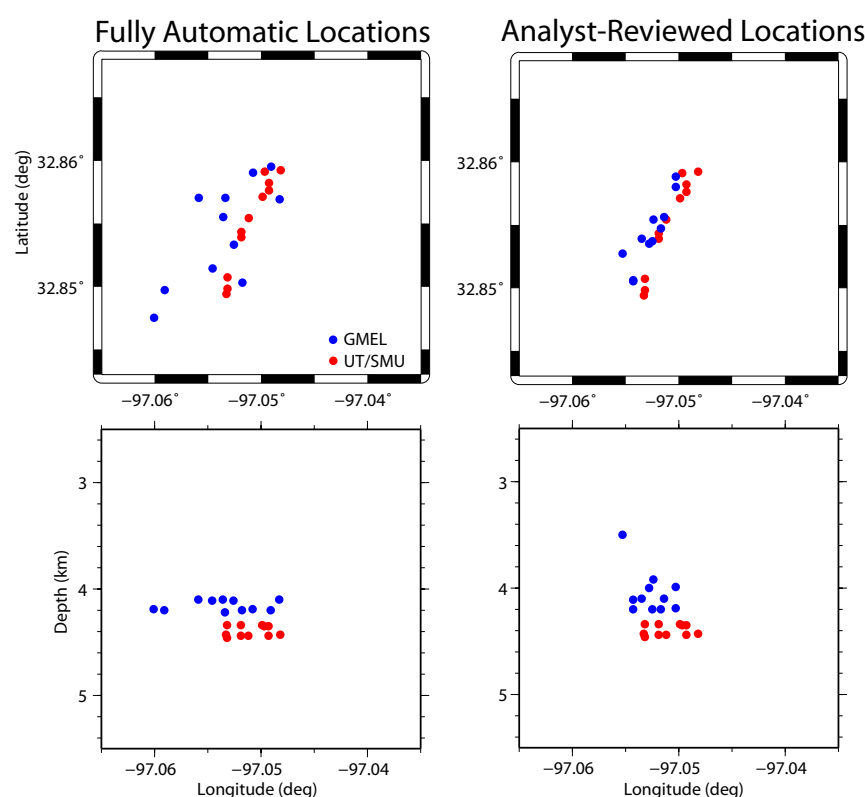 Fully Automatic Locations
Analyst-Reviewed Locations
Latitude (deg)
32.86°
32.85°
GMEL
UT/SMU
−97.06°
−97.05°
−97.04°
32.86°
32.85°
−97.06°
−97.05°
−97.04°
Depth (km)
3
4
5
−97.06
−97.05
−97.04
Longitude (deg)
3
4
5
−97.06
−97.05
−97.04
Longitude (deg)